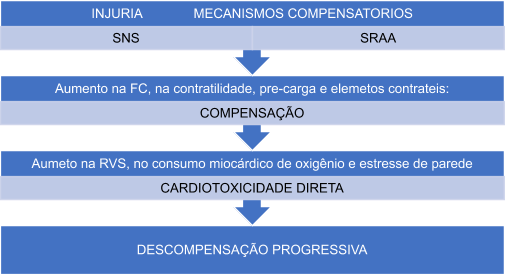 INJURIA MECANISMOS COMPENSATORIOS
SNS SRAA
Aumento na FC, na contratilidade, pre-carga e elemetos contrateis:
COMPENSAÇÃO
Aumeto na RVS, no consumo miocárdico de oxigênio e estresse de parede
CARDIOTOXICIDADE DIRETA
DESCOMPENSAÇÃO PROGRESSIVA